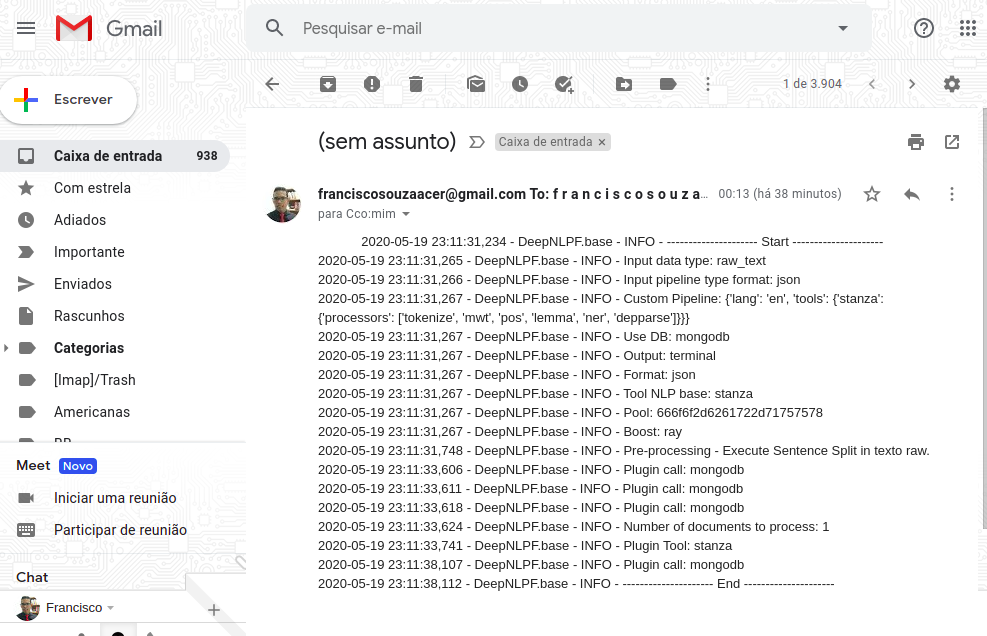 Gmail
Pesquisar e-mail
Escrever
1 de 3.904
Caixa de entrada 938
Com estrela
Adiados
Importante
Enviados
Rascunhos
Categorias
[Imap]/Trash
Americanas
Meet Novo
Iniciar uma reunião
Participar de reunião
Chat
Francisco
(sem assunto) Caixa de entrada ×
franciscosouzaacer@gmail.com To: f r a n c i s c o s o u z a... 00:13 (há 38 minutos)
para Cco:mim
2020-05-19 23:11:31,234 - DeepNLPF.base - INFO - --------------------- Start ---------------------
2020-05-19 23:11:31,265 - DeepNLPF.base - INFO - Input data type: raw_text
2020-05-19 23:11:31,266 - DeepNLPF.base - INFO - Input pipeline type format: json
2020-05-19 23:11:31,267 - DeepNLPF.base - INFO - Custom Pipeline: {'lang': 'en', 'tools': {'stanza':
{'processors': ['tokenize', 'mwt', 'pos', 'lemma', 'ner', 'depparse']}}}
2020-05-19 23:11:31,267 - DeepNLPF.base - INFO - Use DB: mongodb
2020-05-19 23:11:31,267 - DeepNLPF.base - INFO - Output: terminal
2020-05-19 23:11:31,267 - DeepNLPF.base - INFO - Format: json
2020-05-19 23:11:31,267 - DeepNLPF.base - INFO - Tool NLP base: stanza
2020-05-19 23:11:31,267 - DeepNLPF.base - INFO - Pool: 666f6f2d6261722d71757578
2020-05-19 23:11:31,267 - DeepNLPF.base - INFO - Boost: ray
2020-05-19 23:11:31,748 - DeepNLPF.base - INFO - Pre-processing - Execute Sentence Split in texto raw.
2020-05-19 23:11:33,606 - DeepNLPF.base - INFO - Plugin call: mongodb
2020-05-19 23:11:33,611 - DeepNLPF.base - INFO - Plugin call: mongodb
2020-05-19 23:11:33,618 - DeepNLPF.base - INFO - Plugin call: mongodb
2020-05-19 23:11:33,624 - DeepNLPF.base - INFO - Number of documents to process: 1
2020-05-19 23:11:33,741 - DeepNLPF.base - INFO - Plugin Tool: stanza
2020-05-19 23:11:38,107 - DeepNLPF.base - INFO - Plugin call: mongodb
2020-05-19 23:11:38,112 - DeepNLPF.base - INFO - --------------------- End ---------------------